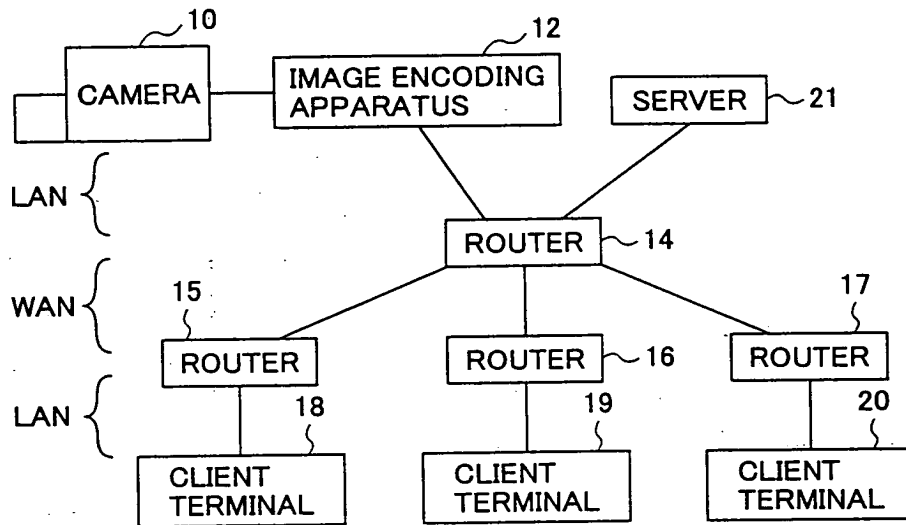 10
12
CAMERA
IMAGE ENCODING
APPARATUS
SERVER
21
LAN
ROUTER
14
WAN
15
17
ROUTER
ROUTER
16
ROUTER
LAN
18
19
20
CLIENT
TERMINAL
CLIENT
TERMINAL
CLIENT
TERMINAL